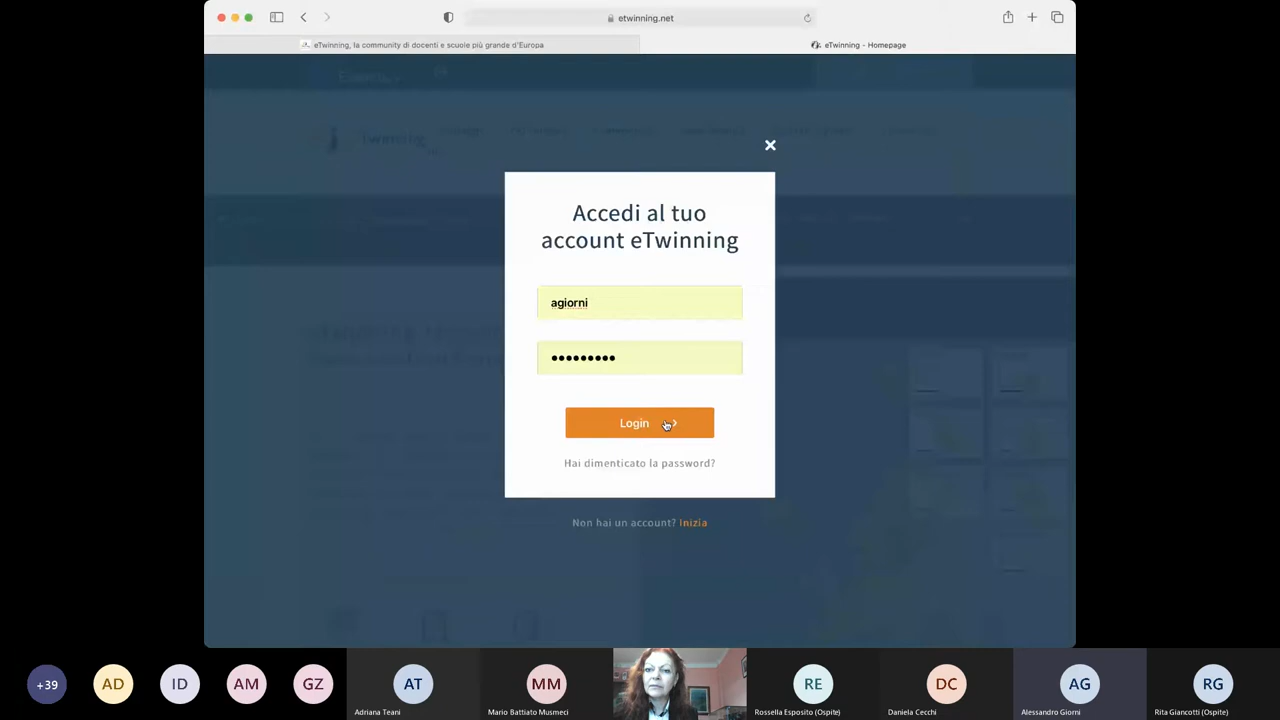 etwinning.net
eTwinning, la community di docenti e scuole più grande d'Europa
eTwinning - Homepage
Accedi al tuo
account eTwinning
agiorni
•••••••••
Login
Hai dimenticato la password?
Non hai un account? Inizia
+39
AD
ID
AM
GZ
AT
MM
RE
DC
AG
RG
Adriana Teani
Mario Battiato Musmeci
Rossella Esposito (Ospite)
Daniela Cecchi
Alessandro Giorni
Rita Giancotti (Ospite)